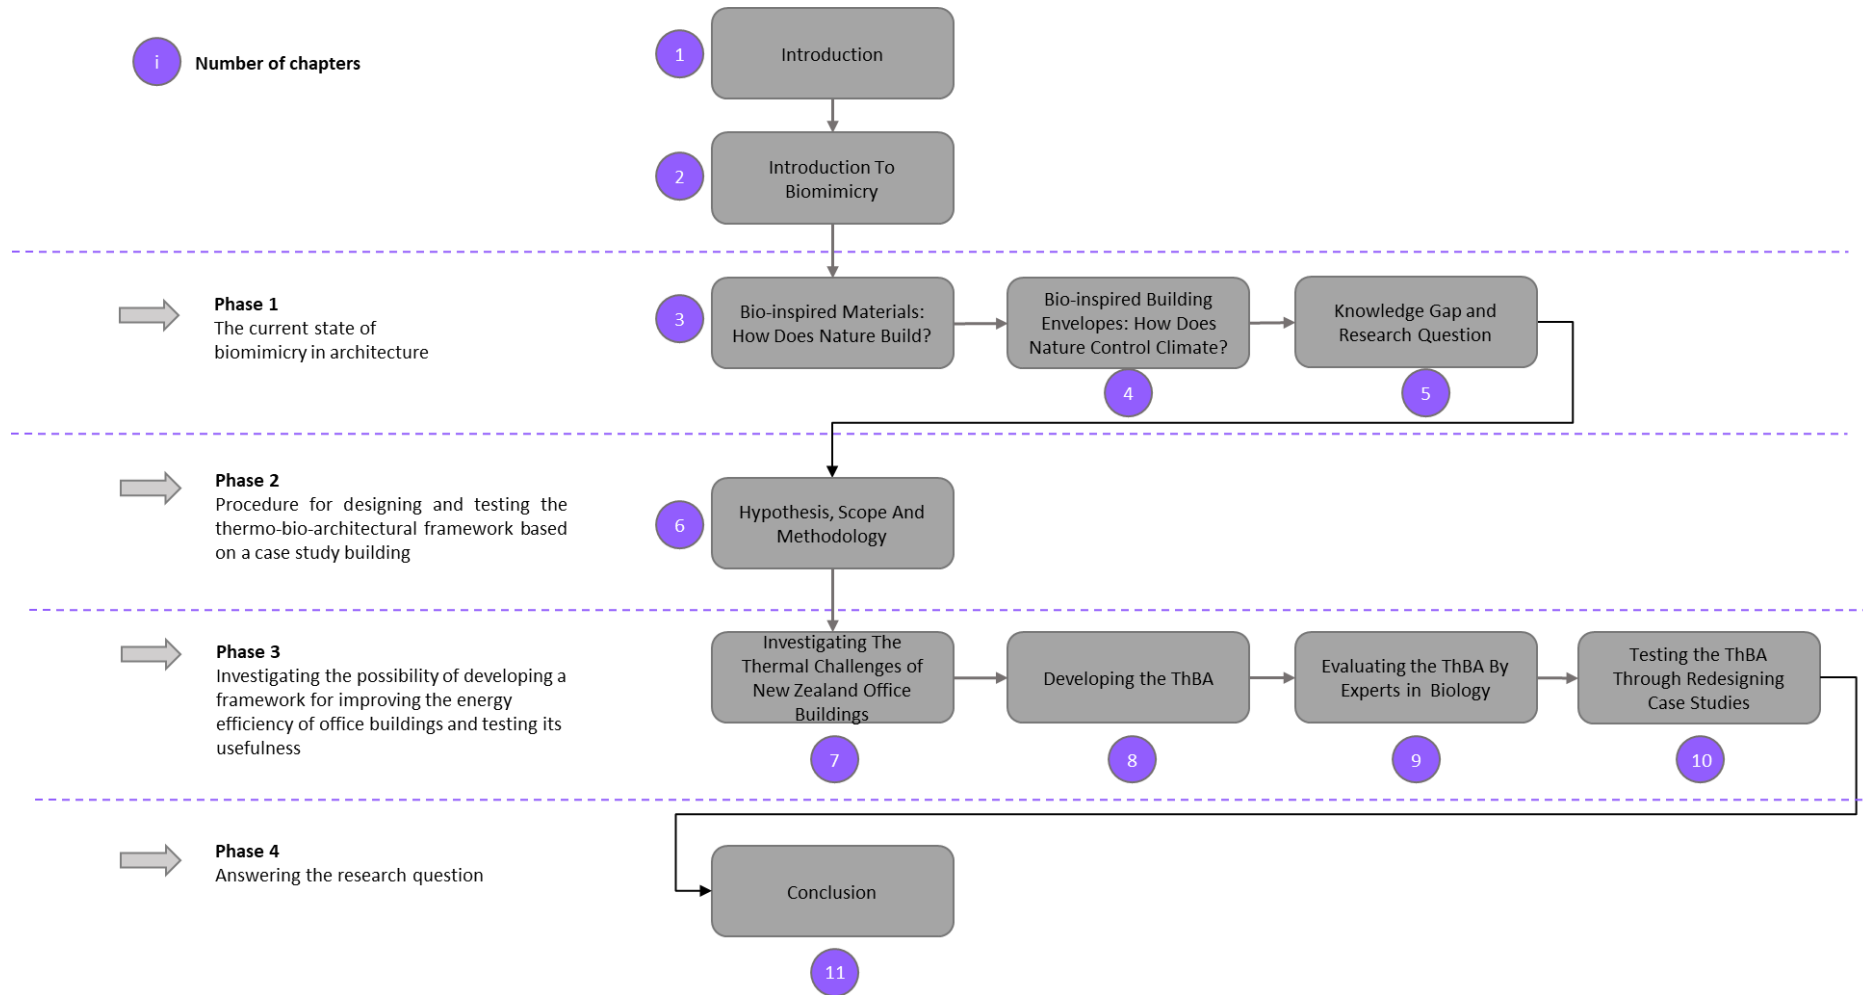 i
Number of chapters
1
Introduction
2
Introduction To
Biomimicry
Phase 1
The current state of
biomimicry in architecture
3
Bio-inspired Materials:
How Does Nature Build?
Bio-inspired Building
Envelopes: How Does
Nature Control Climate?
4
Knowledge Gap and
Research Question
5
Phase 2
Procedure for designing and testing the
thermo-bio-architectural framework based
on a case study building
6
Hypothesis, Scope And
Methodology
Phase 3
Investigating the possibility of developing a
framework for improving the energy
efficiency of office buildings and testing its
usefulness
Investigating The
Thermal Challenges of
New Zealand Office
Buildings
7
Developing the ThBA
8
Evaluating the ThBA By
Experts in Biology
9
Testing the ThBA
Through Redesigning
Case Studies
10
Phase 4
Answering the research question
Conclusion
11